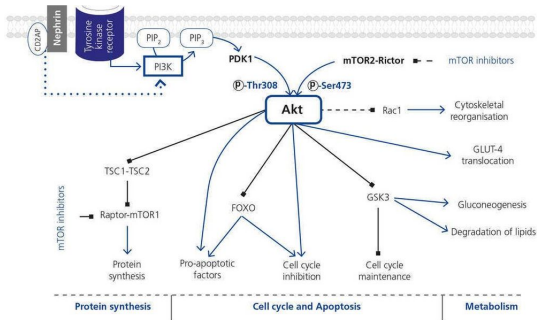 CD2AP
Nephrin
Tyrosine
kinase
receptor
PIP2
PIP3
PI3K
PDK1
mTOR2-Rictor
mTOR inhibitors
P-Thr308
P-Ser473
Akt
Rac1
Cytoskeletal
reorganisation
GLUT-4
translocation
TSC1-TSC2
mTOR inhibitors
Raptor-mTOR1
FOXO
GSK3
Gluconeogenesis
Degradation of lipids
Protein
synthesis
Pro-apoptotic
factors
Cell cycle
inhibition
Cell cycle
maintenance
Protein synthesis
Cell cycle and Apoptosis
Metabolism